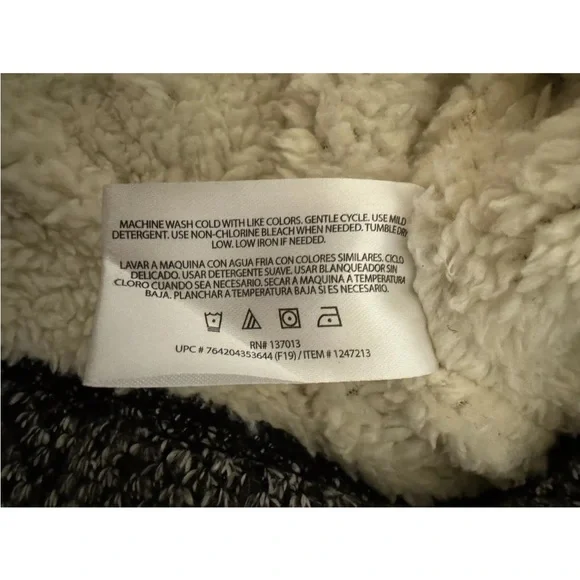 MACHINE WASH COLD WITH LIKE COLORS. GENTLE CYCLE. USE MILD
DETERGENT. USE NON-CHLORINE BLEACH WHEN NEEDED. TUMBLE DRY
LOW. LOW IRON IF NEEDED.
LAVAR A MAQUINA CON AGUA FRIA CON COLORES SIMILARES. CICLO
DELICADO. USAR DETERGENTE SUAVE. USAR BLANQUEADOR SIN
CLORO CUANDO SEA NECESARIO. SECAR A MAQUINA A TEMPERATURA
BAJA. PLANCHAR A TEMPERATURA BAJA SI ES NECESARIO.
RN# 137013
UPC # 764204353644 (F19) / ITEM # 1247213